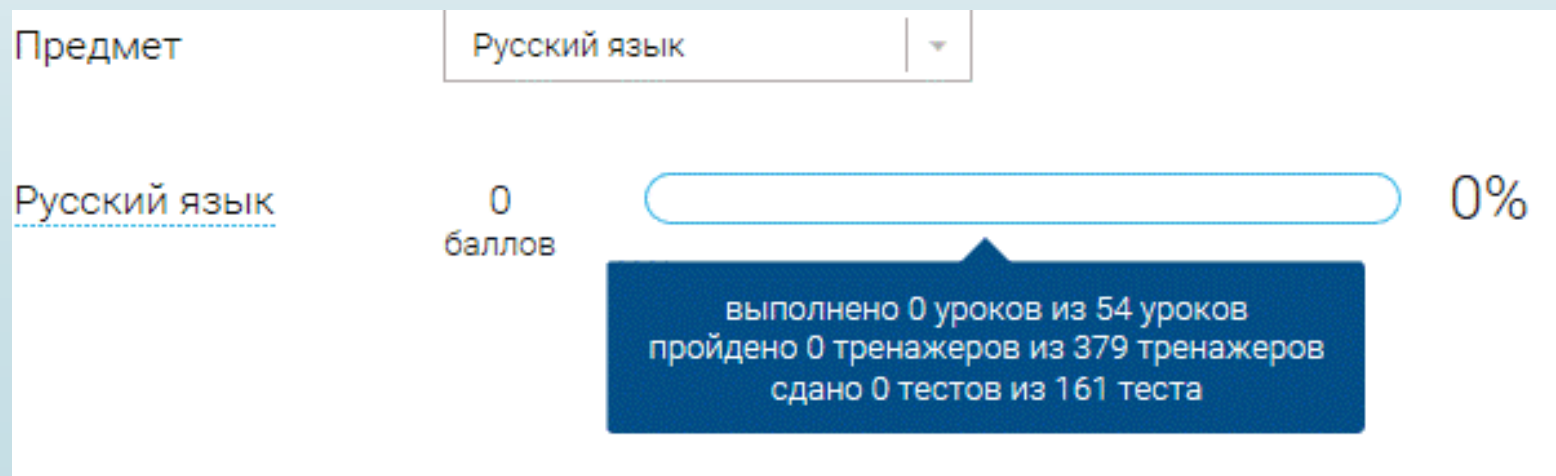 Предмет
Русский язык
Русский язык
0
баллов
0%
выполнено 0 уроков из 54 уроков
пройдено 0 тренажеров из 379 тренажеров
сдано 0 тестов из 161 теста